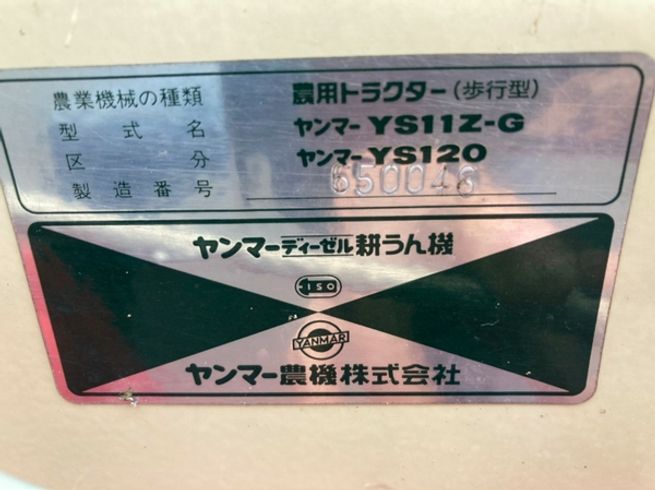 農業機械の種類 農用トラクター(歩行型)
型式名 ヤンマー YS11Z-G
区分 ヤンマー YS120
製造番号 650046
ヤンマーディーゼル耕うん機
ISO
YANMAR
ヤンマー農機株式会社